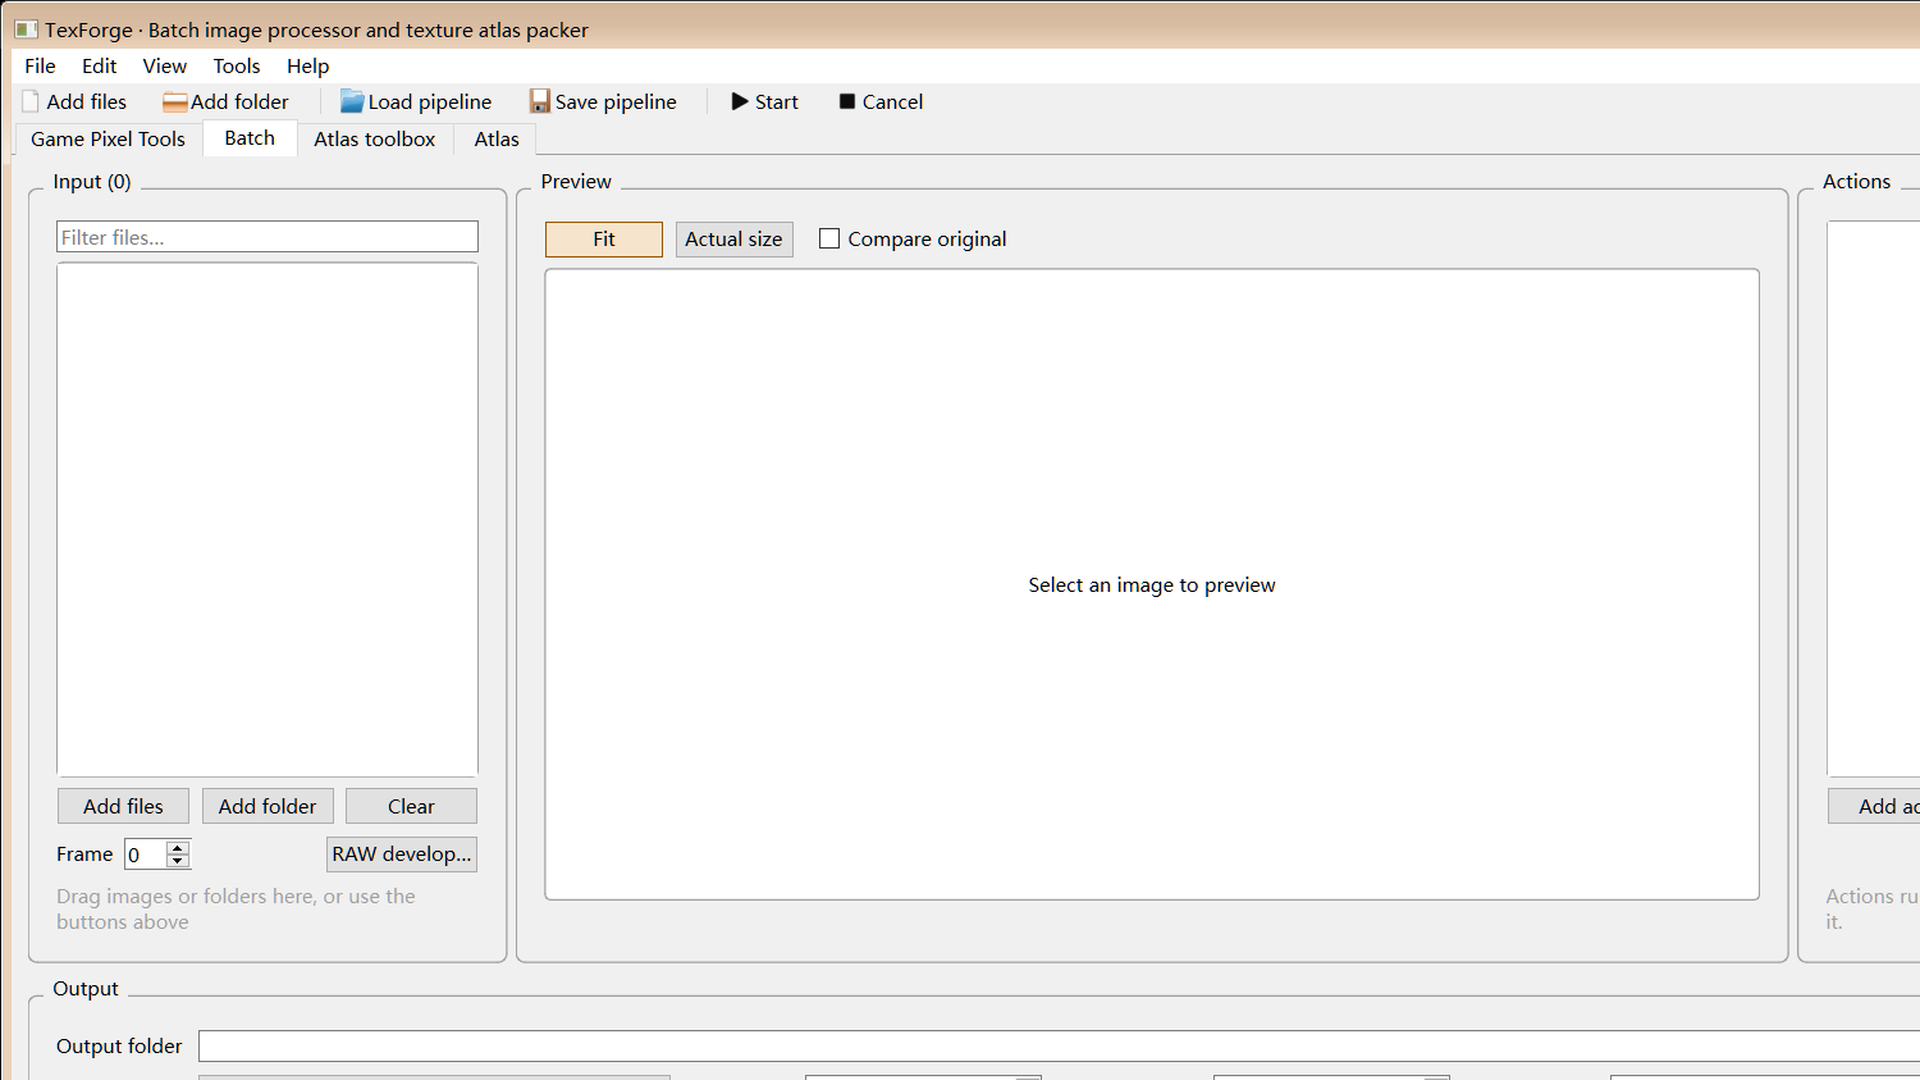 TexForge · Batch image processor and texture atlas packer
File Edit View Tools Help
Add files Add folder Load pipeline Save pipeline Start Cancel
Game Pixel Tools Batch Atlas toolbox Atlas
Input (0)
Filter files...
Add files Add folder Clear
Frame 0 RAW develop...
Drag images or folders here, or use the
buttons above
Preview
Fit Actual size Compare original
Select an image to preview
Actions
Add
Actions
it.
Output
Output folder